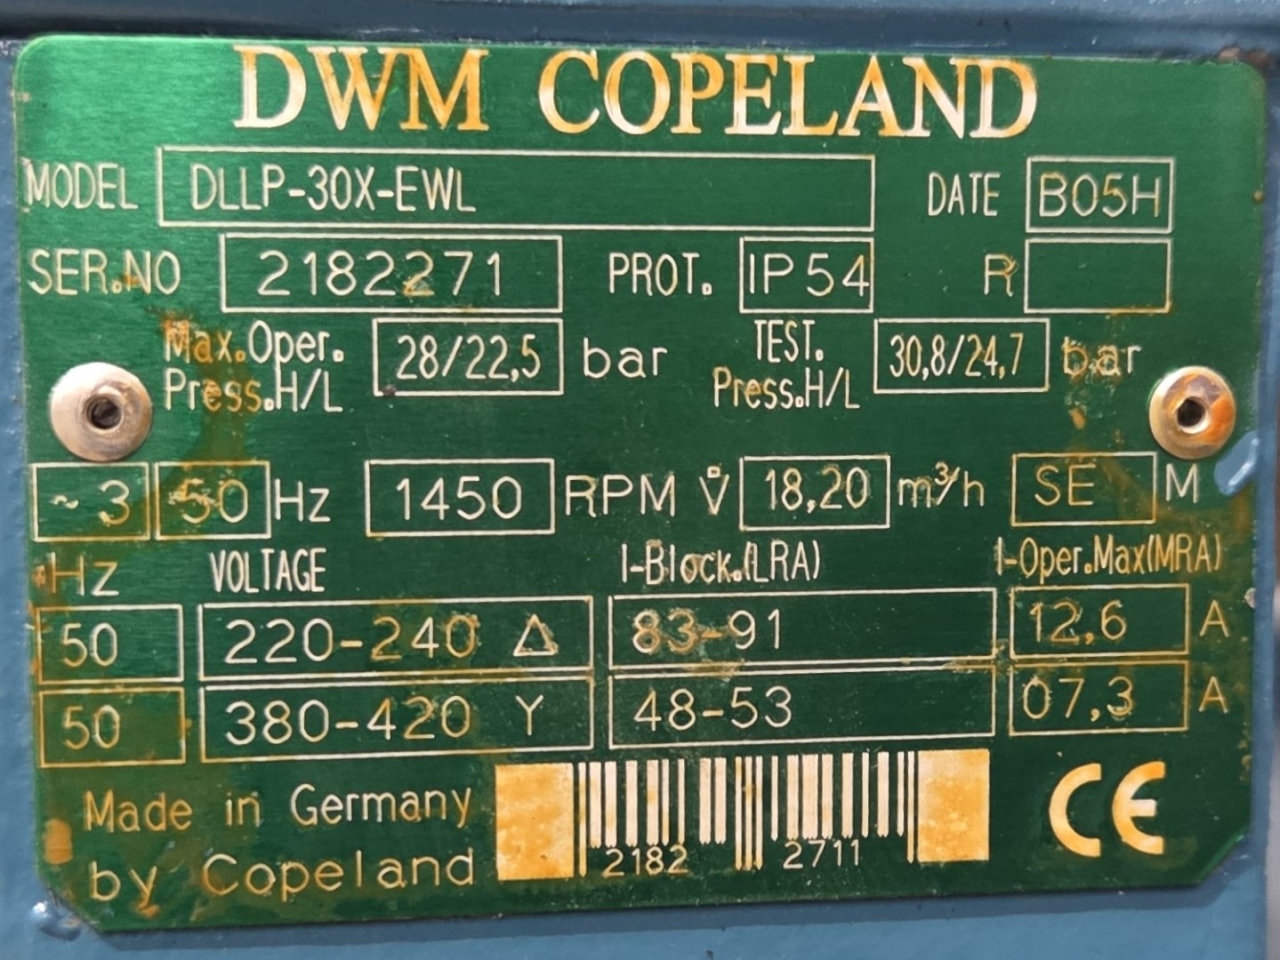 DWM COPELAND
MODEL DLLP-30X-EWL DATE B05H
SER.NO 2182271 PROT. IP54 R
Max.Oper. Press.H/L 28/22,5 bar TEST. Press.H/L 30,8/24,7 bar
~3 50 Hz 1450 RPM V̇ 18,20 m³/h SE M
Hz VOLTAGE I-Block.(LRA) I-Oper.Max(MRA)
50 220-240 Δ 83-91 12,6 A
50 380-420 Y 48-53 07,3 A
Made in Germany
by Copeland
2182 2711
CE